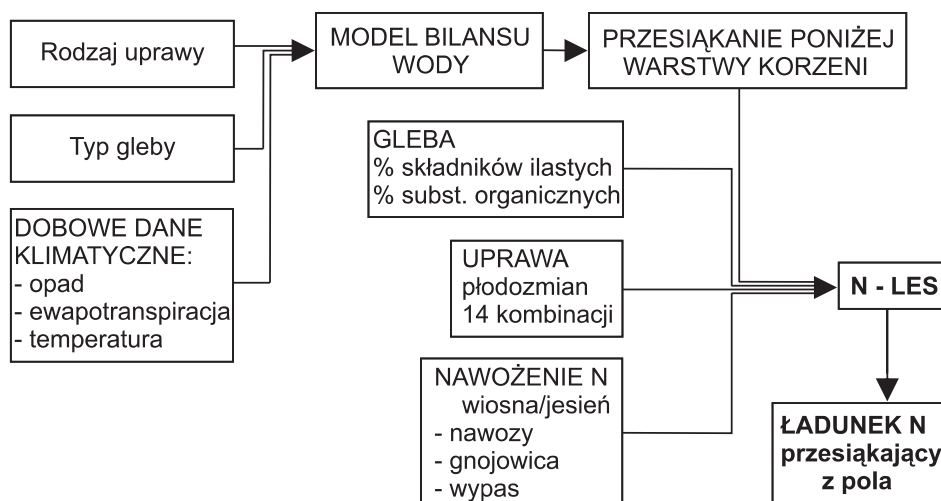 Rodzaj uprawy
MODEL BILANSU
WODY
PRZESIĄKANIE PONIŻEJ
WARSTWY KORZENI
Typ gleby
GLEBA
% składników ilastych
% subst. organicznych
DOBOWE DANE
KLIMATYCZNE:
- opad
- ewapotranspiracja
- temperatura
UPRAWA
płodozmian
14 kombinacji
N - LES
NAWOŻENIE N
wiosna/jesień
- nawozy
- gnojowica
- wypas
ŁADUNEK N
przesiąkający
z pola